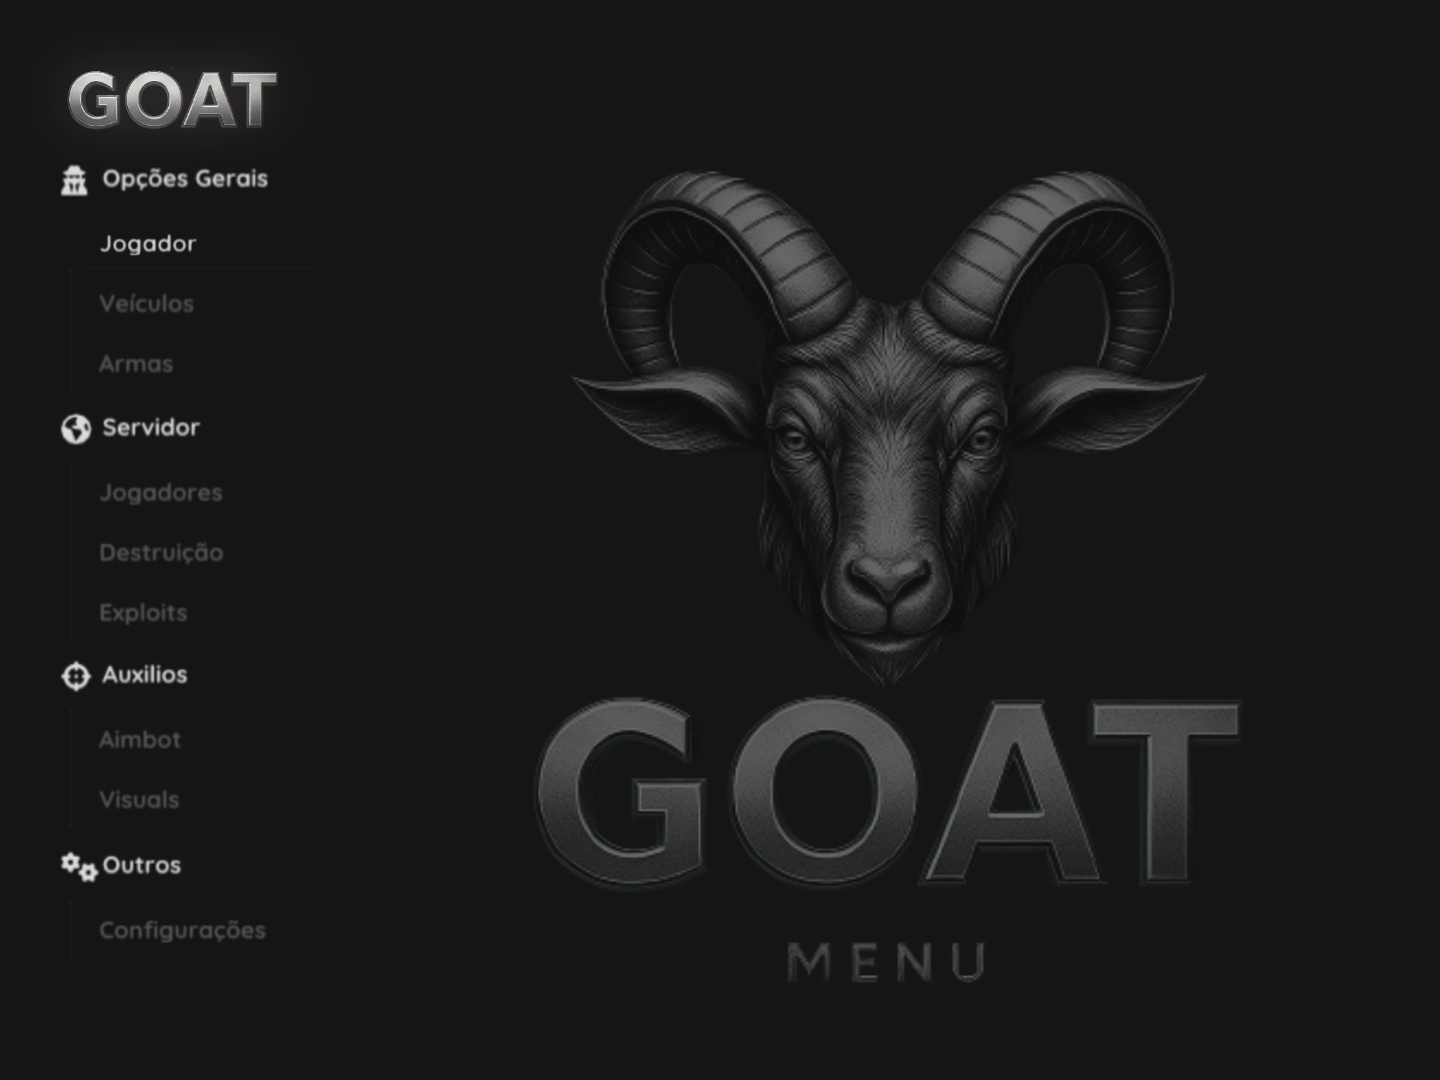 GOAT
Opções Gerais
Jogador
Veículos
Armas
Servidor
Jogadores
Destruição
Exploits
Auxilios
Aimbot
Visuals
Outros
Configurações
GOAT
MENU